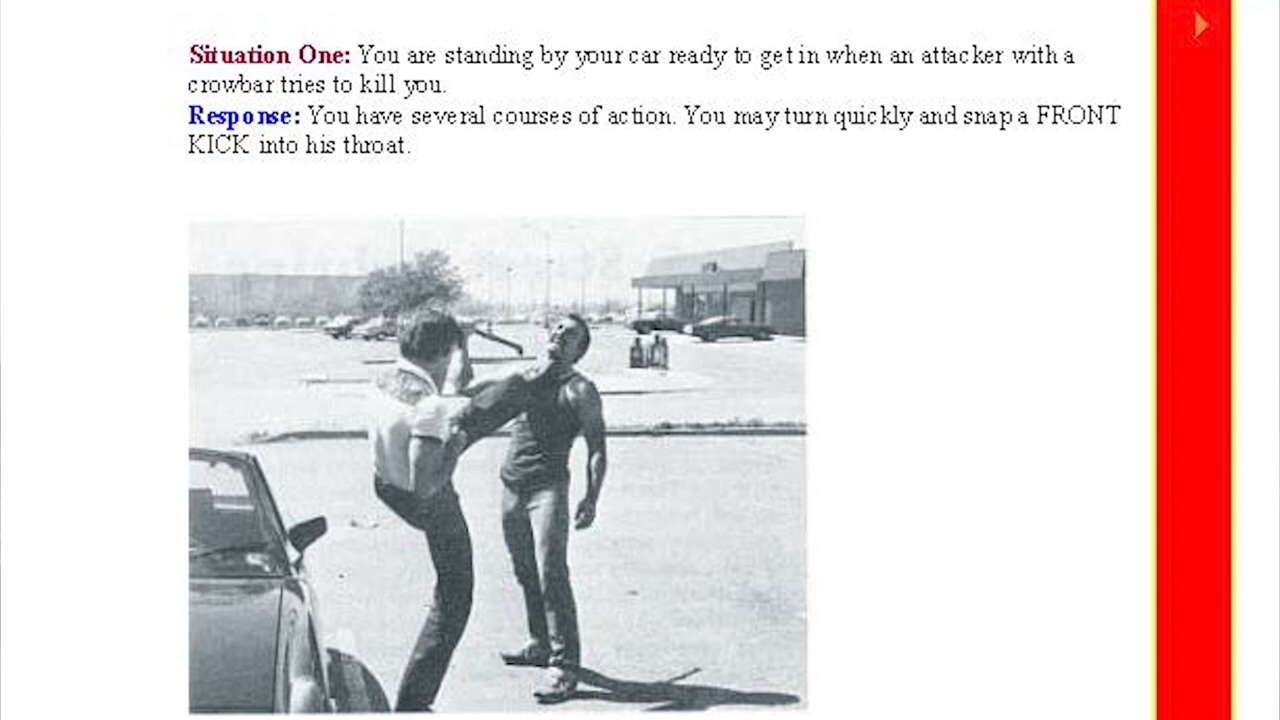 Situation One: You are standing by your car ready to get in when an attacker with a
crowbar tries to kill you.
Response: You have several courses of action. You may turn quickly and snap a FRONT
KICK into his throat.